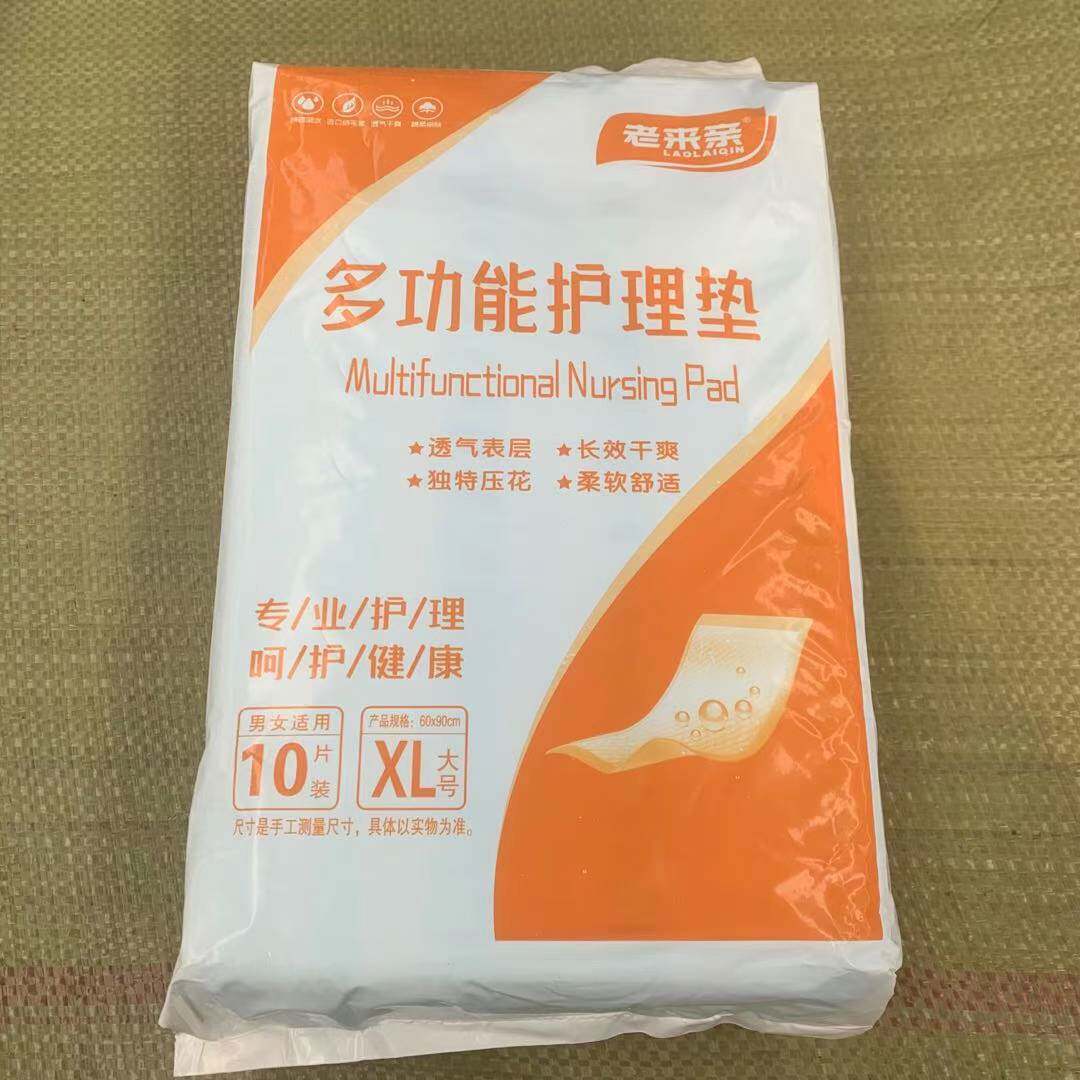 老来亲®
LAOLAIQIN
多功能护理垫
Multifunctional Nursing Pad
★透气表层 ★长效干爽
★独特压花 ★柔软舒适
专/业/护/理
呵/护/健/康
男女适用
10片装
产品规格：60x90cm
XL大号
尺寸是手工测量尺寸，具体以实物为准。